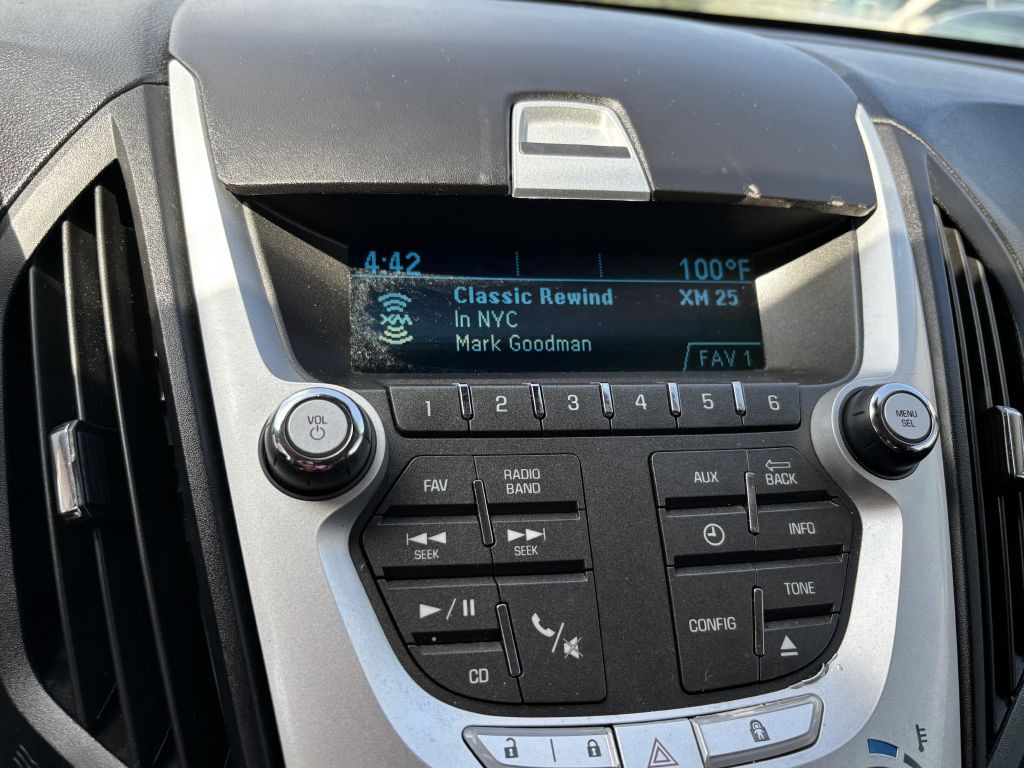 4:42 100°F
Classic Rewind XM 25
XM In NYC
Mark Goodman
FAV 1
1 2 3 4 5 6
VOL
MENU
SEL
FAV
RADIO
BAND
AUX
BACK
SEEK
SEEK
INFO
CD
CONFIG
TONE